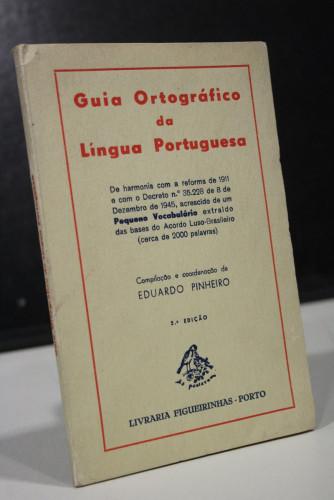 Guia Ortográfico
da
Língua Portuguesa
De harmonia com a reforma de 1911
e com o Decreto n.º 35.228 de 8 de
Dezembro de 1945, acrescido de um
Pequeno Vocabulário extraído
das bases do Acordo Luso-Brasileiro
(cerca de 2000 palavras)
Compilação e coordenação de
EDUARDO PINHEIRO
2.ª EDIÇÃO
LIVRARIA FIGUEIRINHAS - PORTO